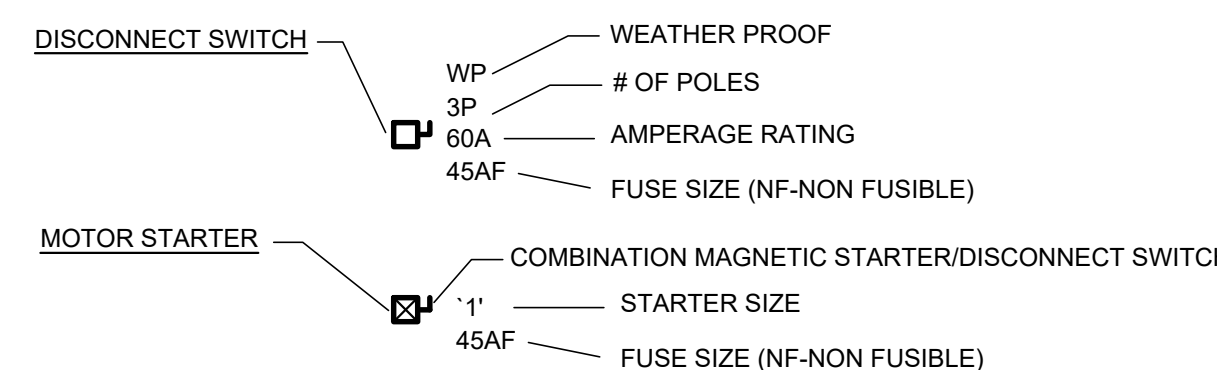 DISCONNECT SWITCH
WEATHER PROOF
WP
# OF POLES
3P
60A
AMPERAGE RATING
45AF
FUSE SIZE (NF-NON FUSIBLE)
MOTOR STARTER
COMBINATION MAGNETIC STARTER/DISCONNECT SWITCH
`1'
STARTER SIZE
45AF
FUSE SIZE (NF-NON FUSIBLE)